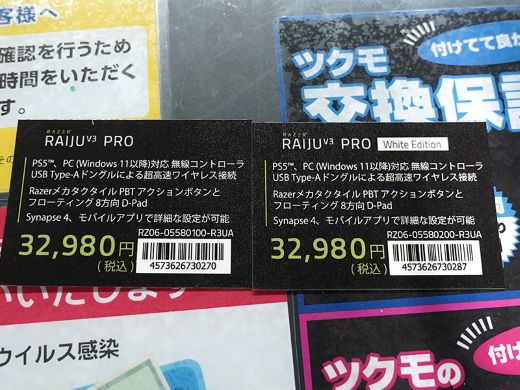 客様へ
確認を行うため
時間をいただく
す。
付けてて良か
ツクモ
交換保証
RAZER
RAIJU V3 PRO
PS5™、PC (Windows 11以降)対応 無線コントローラ
USB Type-Aドングルによる超高速ワイヤレス接続
Razerメカタクタイル PBT アクションボタンと
フローティング 8方向 D-Pad
Synapse 4、モバイルアプリで詳細な設定が可能
RZ06-05580100-R3UA
32,980円
(税込)
4573626730270
RAZER
RAIJU V3 PRO White Edition
PS5™、PC (Windows 11以降)対応 無線コントローラ
USB Type-Aドングルによる超高速ワイヤレス接続
Razerメカタクタイル PBT アクションボタンと
フローティング 8方向 D-Pad
Synapse 4、モバイルアプリで詳細な設定が可能
RZ06-05580200-R3UA
32,980円
(税込)
4573626730287
いいたします
ウイルス感染
付け
ツクモの